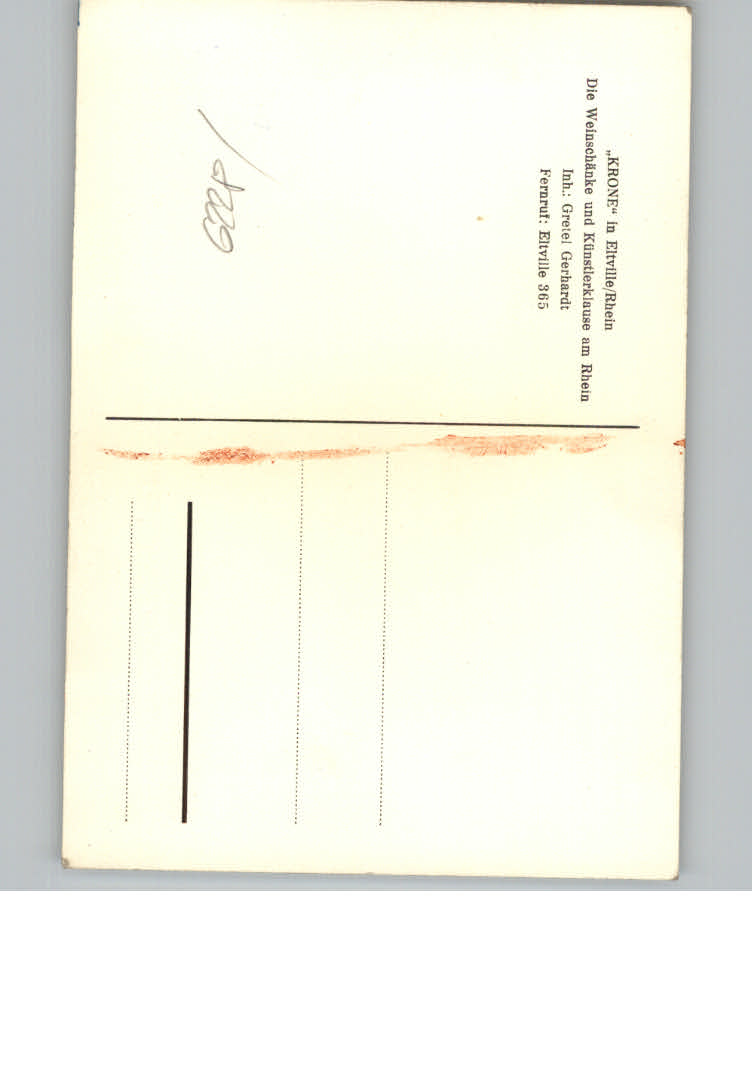 „KRONE“ in Eltville/Rhein
Die Weinschänke und Künstlerklause am Rhein
Inh.: Gretel Gerhardt
Fernruf: Eltville 365